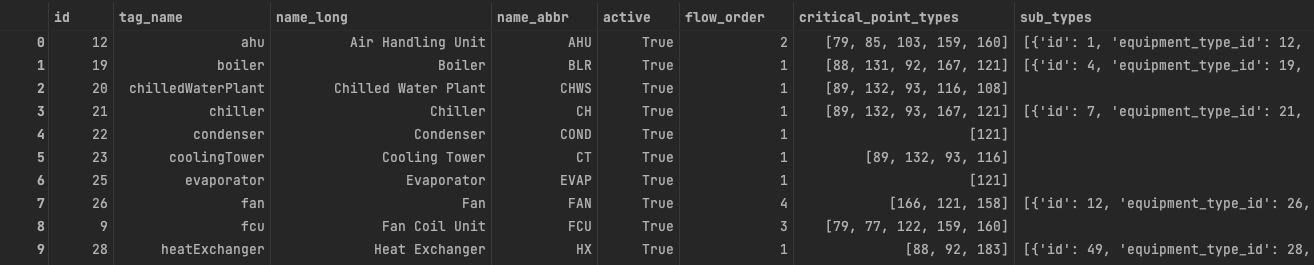 id tag_name name_long name_abbr active flow_order critical_point_types sub_types
0 12 ahu Air Handling Unit AHU True 2 [79, 85, 103, 159, 160] [{'id': 1, 'equipment_type_id': 12,
1 19 boiler Boiler BLR True 1 [88, 131, 92, 167, 121] [{'id': 4, 'equipment_type_id': 19,
2 20 chilledWaterPlant Chilled Water Plant CHWS True 1 [89, 132, 93, 116, 108]
3 21 chiller Chiller CH True 1 [89, 132, 93, 167, 121] [{'id': 7, 'equipment_type_id': 21,
4 22 condenser Condenser COND True 1 [121]
5 23 coolingTower Cooling Tower CT True 1 [89, 132, 93, 116]
6 25 evaporator Evaporator EVAP True 1 [121]
7 26 fan Fan FAN True 4 [166, 121, 158] [{'id': 12, 'equipment_type_id': 26,
8 9 fcu Fan Coil Unit FCU True 3 [79, 77, 122, 159, 160]
9 28 heatExchanger Heat Exchanger HX True 1 [88, 92, 183] [{'id': 49, 'equipment_type_id': 28,